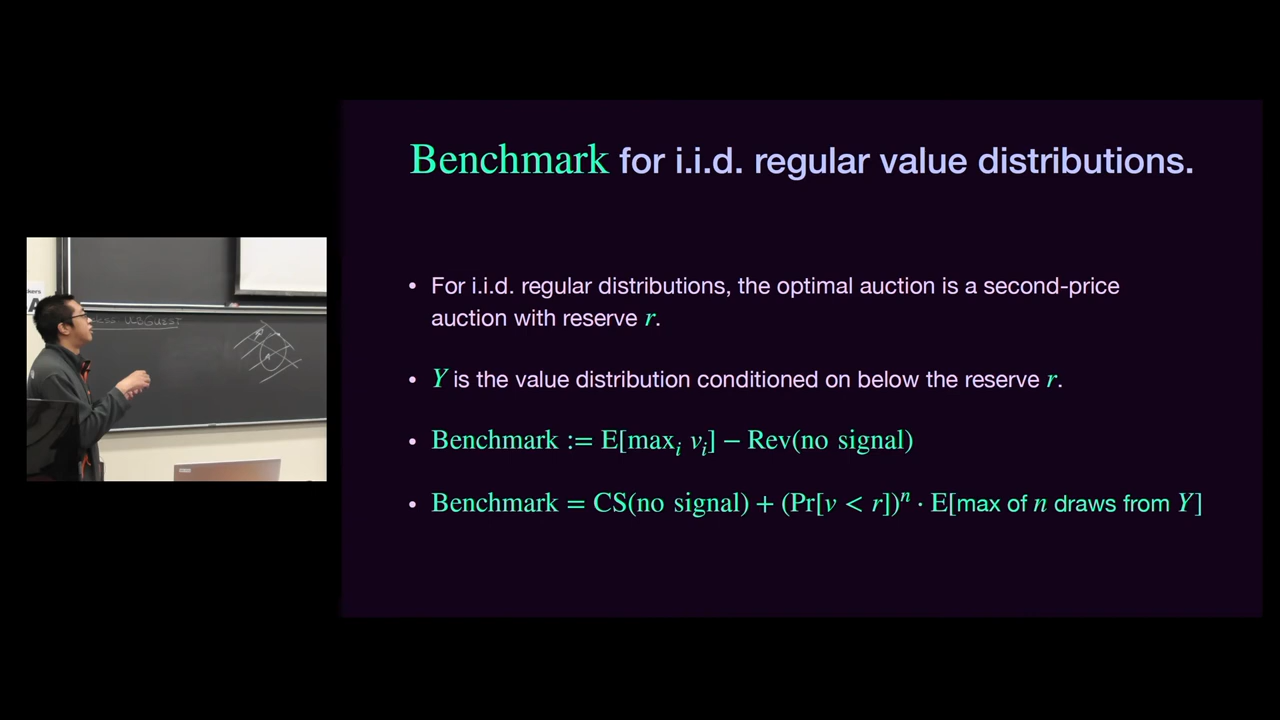 Benchmark for i.i.d. regular value distributions.
• For i.i.d. regular distributions, the optimal auction is a second-price
auction with reserve r.
• Y is the value distribution conditioned on below the reserve r.
• Benchmark := E[maxᵢ vᵢ] − Rev(no signal)
• Benchmark = CS(no signal) + (Pr[v < r])ⁿ · E[max of n draws from Y]